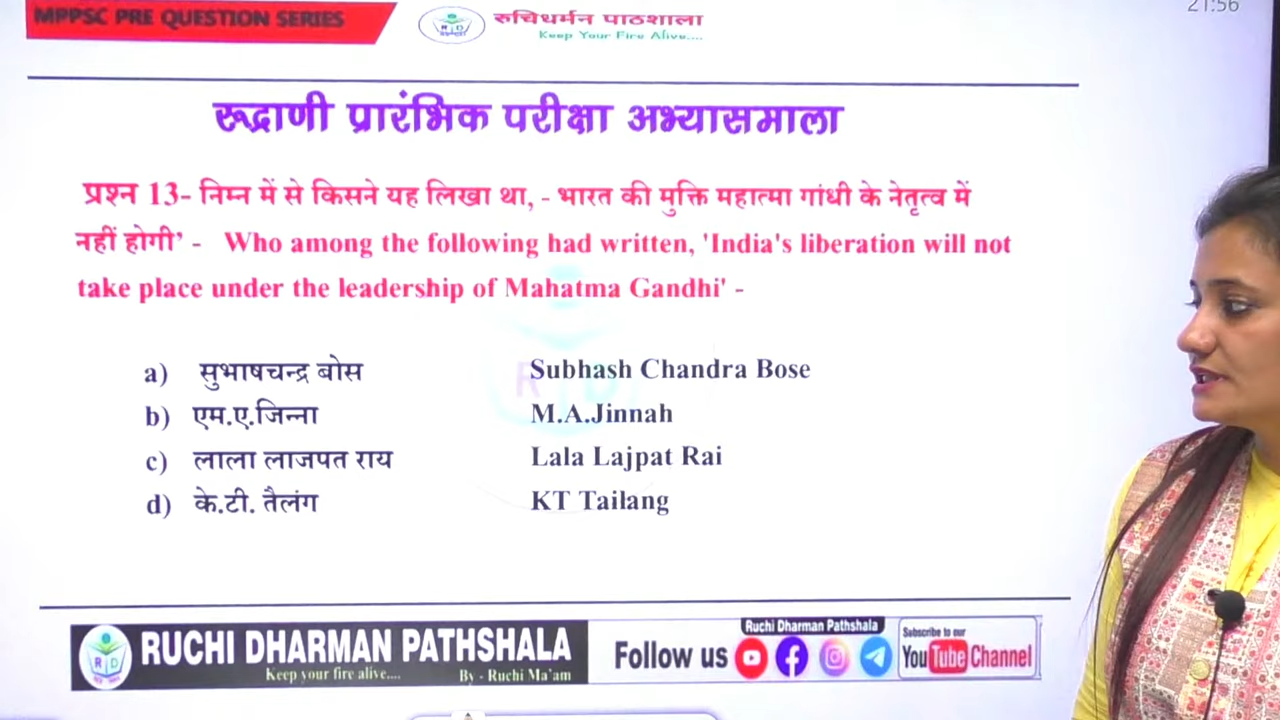 21:56
MPPSC PRE QUESTION SERIES
रुचिधर्मन पाठशाला
Keep Your Fire Alive....
रूद्राणी प्रारंभिक परीक्षा अभ्यासमाला
प्रश्न 13- निम्न में से किसने यह लिखा था, - भारत की मुक्ति महात्मा गांधी के नेतृत्व में
नहीं होगी’ - Who among the following had written, 'India's liberation will not
take place under the leadership of Mahatma Gandhi' -
a) सुभाषचन्द्र बोस Subhash Chandra Bose
b) एम.ए.जिन्ना M.A.Jinnah
c) लाला लाजपत राय Lala Lajpat Rai
d) के.टी. तैलंग KT Tailang
RUCHI DHARMAN PATHSHALA
Keep your fire alive.... By - Ruchi Ma'am
Follow us
Ruchi Dharman Pathshala
Subscribe to our
YouTube Channel
R D